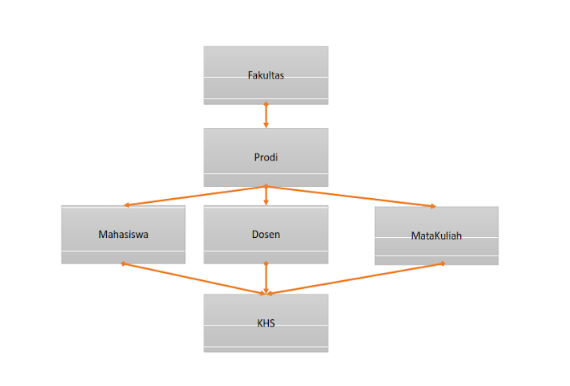 Fakultas
Prodi
Mahasiswa
Dosen
MataKuliah
KHS